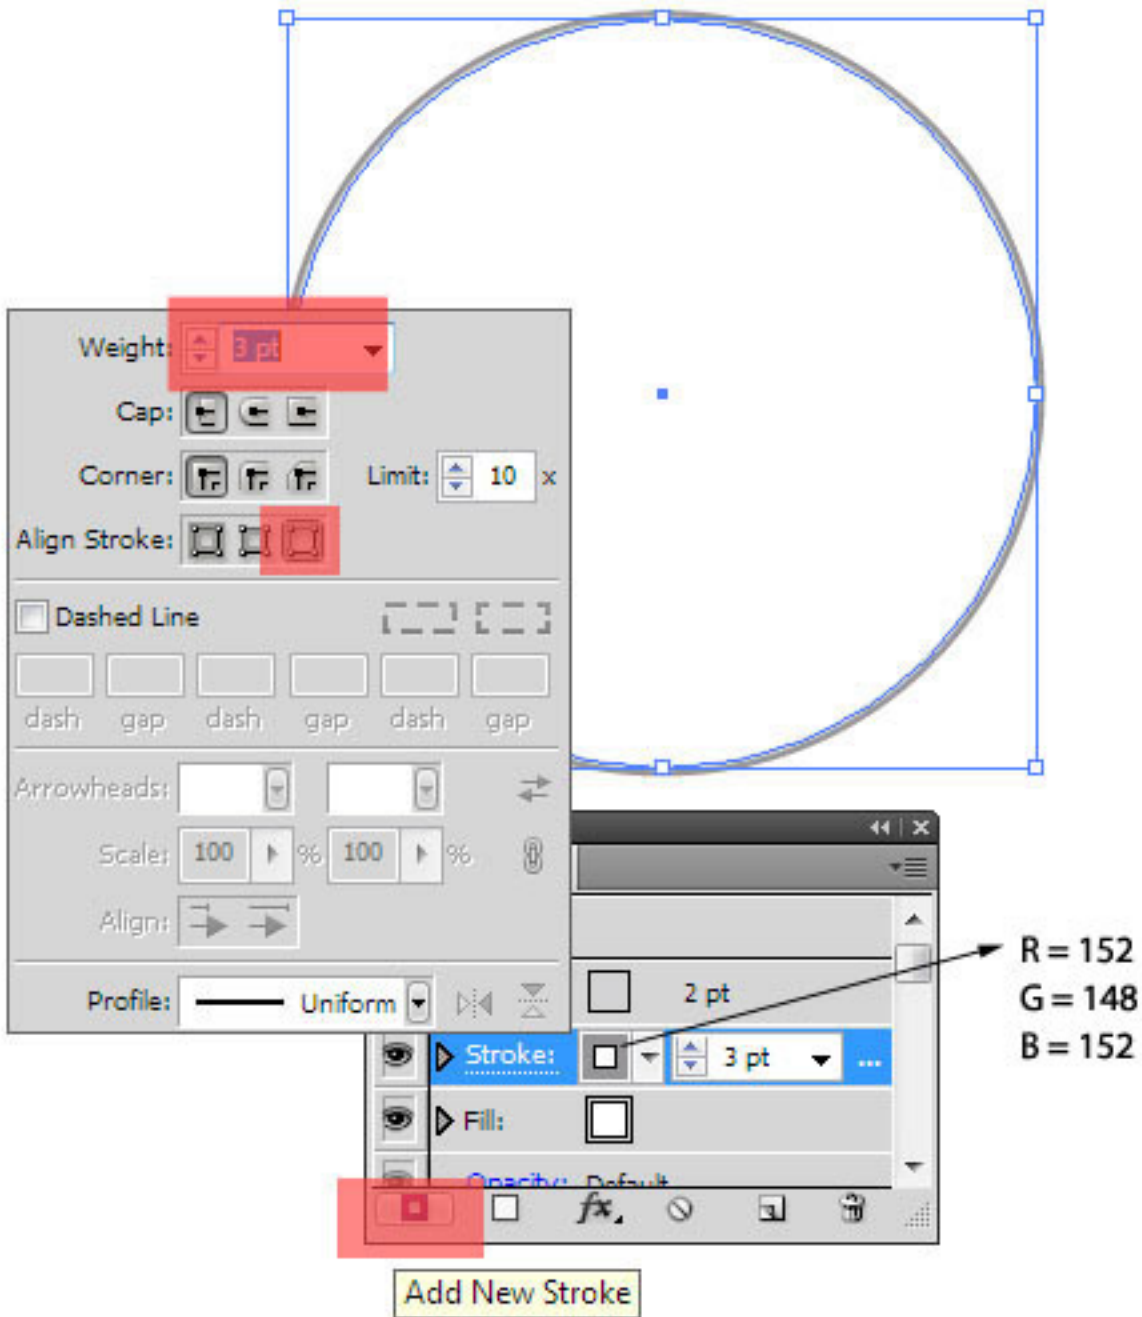 Weight: 3 pt
Cap:
Corner: Limit: 10 x
Align Stroke:
Dashed Line
dash gap dash gap dash gap
Arrowheads:
Scale: 100 % 100 %
Align:
Profile: Uniform
2 pt
Stroke: 3 pt ...
Fill:
Opacity: Default
fx
Add New Stroke
R = 152
G = 148
B = 152